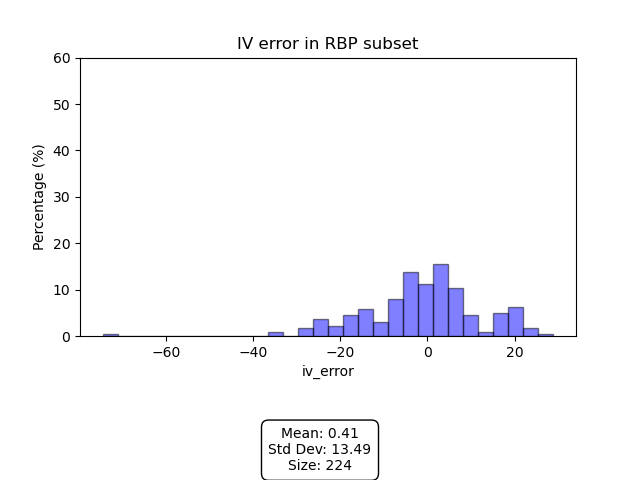 IV error in RBP subset
60
50
40
30
20
10
0
Percentage (%)
−60
−40
−20
0
20
iv_error
Mean: 0.41
Std Dev: 13.49
Size: 224